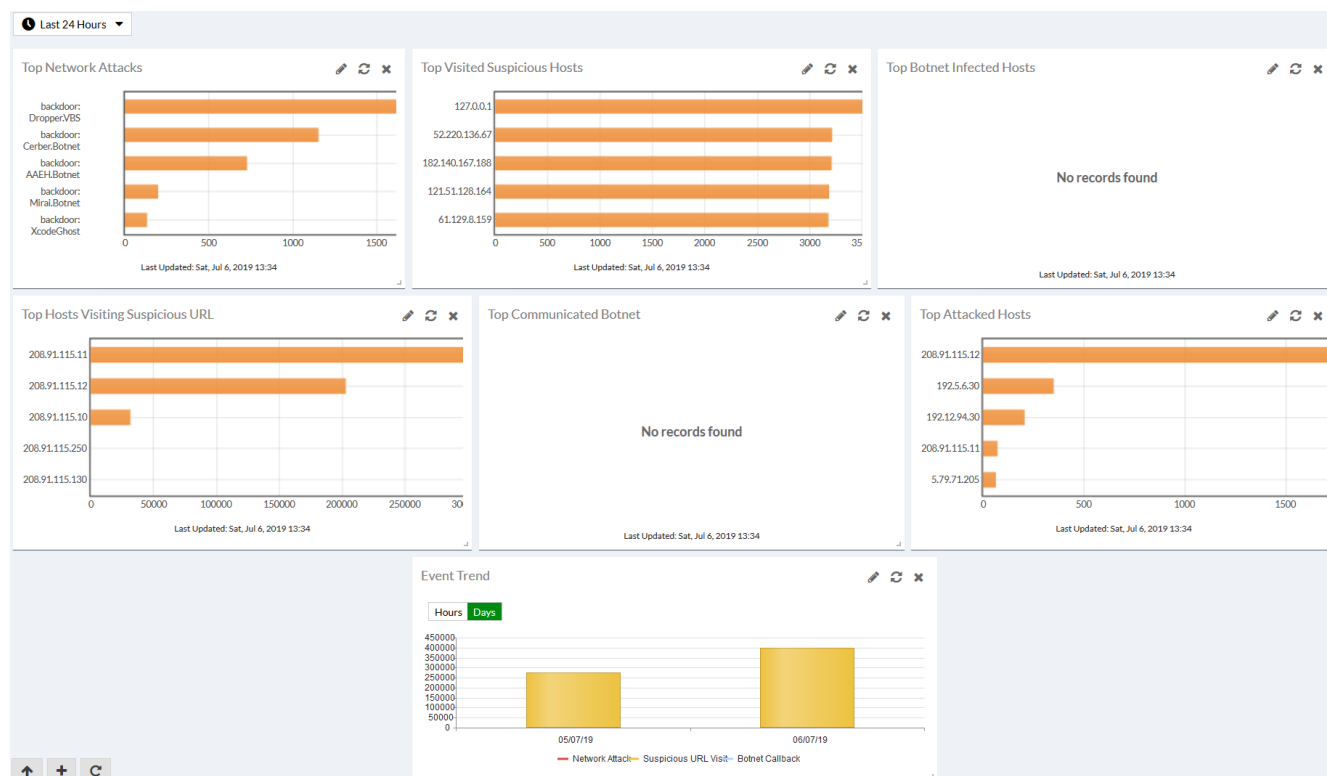 Last 24 Hours
Top Network Attacks
backdoor:
Dropper.VBS
backdoor:
Cerber.Botnet
backdoor:
AAEH.Botnet
backdoor:
Mirai.Botnet
backdoor:
XcodeGhost
0 500 1000 1500
Last Updated: Sat, Jul 6, 2019 13:34
Top Visited Suspicious Hosts
127.0.0.1
52.220.136.67
182.140.167.188
121.51.128.164
61.129.8.159
0 500 1000 1500 2000 2500 3000 35
Last Updated: Sat, Jul 6, 2019 13:34
Top Botnet Infected Hosts
No records found
Last Updated: Sat, Jul 6, 2019 13:34
Top Hosts Visiting Suspicious URL
208.91.115.11
208.91.115.12
208.91.115.10
208.91.115.250
208.91.115.130
0 50000 100000 150000 200000 250000 30
Last Updated: Sat, Jul 6, 2019 13:34
Top Communicated Botnet
No records found
Last Updated: Sat, Jul 6, 2019 13:34
Top Attacked Hosts
208.91.115.12
192.5.6.30
192.12.94.30
208.91.115.11
5.79.71.205
0 500 1000 1500
Last Updated: Sat, Jul 6, 2019 13:34
Event Trend
Hours Days
450000
400000
350000
300000
250000
200000
150000
100000
50000
0
05/07/19 06/07/19
Network Attack Suspicious URL Visit Botnet Callback